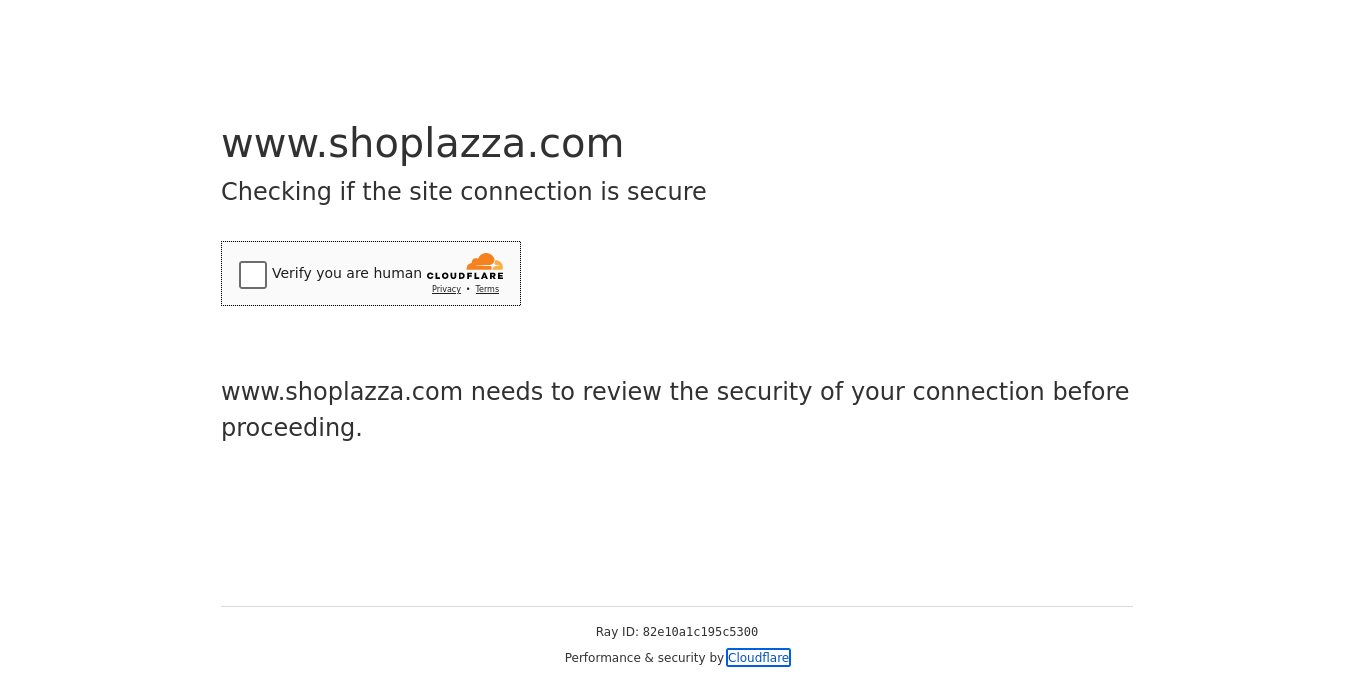 www.shoplazza.com
Checking if the site connection is secure
Verify you are human
CLOUDFLARE
Privacy • Terms
www.shoplazza.com needs to review the security of your connection before
proceeding.
Ray ID: 82e10a1c195c5300
Performance & security by Cloudflare